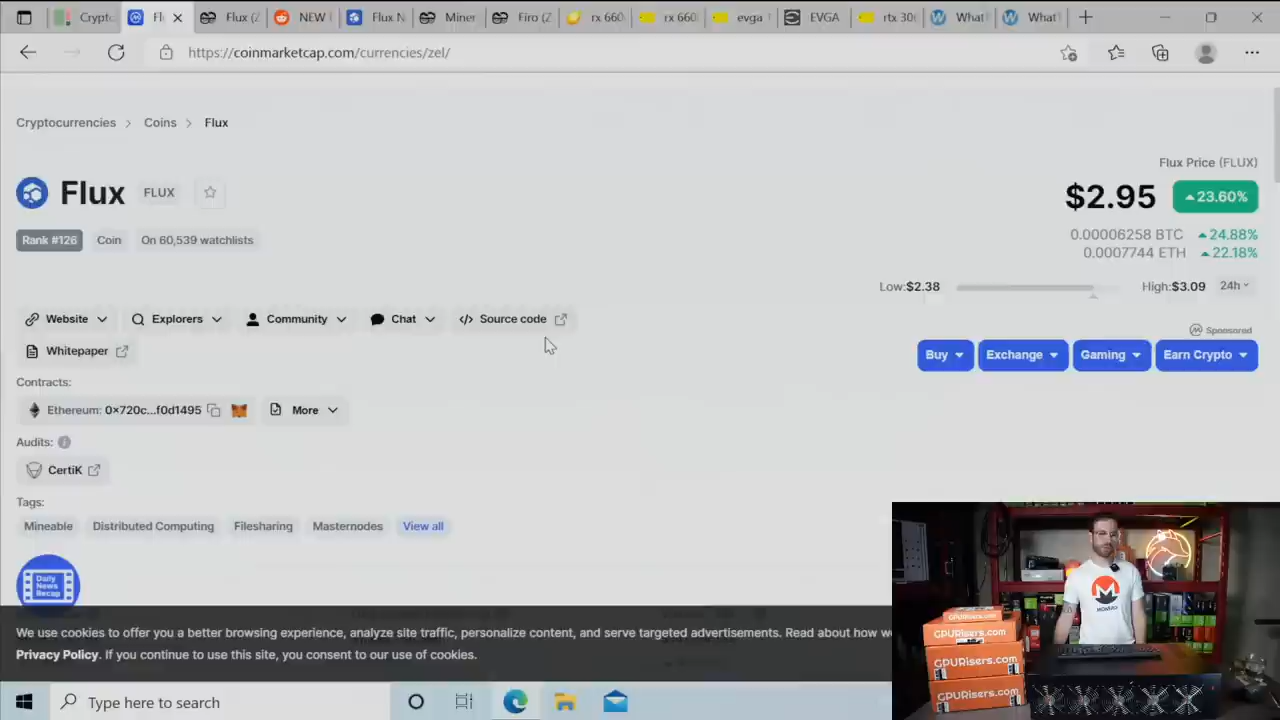 Crypto
Fl
Flux (Z
NEW
Flux N
Miner
Firo (Z
rx 660
rx 660
evga
EVGA
rtx 30
What
What
https://coinmarketcap.com/currencies/zel/
Cryptocurrencies > Coins > Flux
Flux Price (FLUX)
Flux FLUX
$2.95 23.60%
0.00006258 BTC 24.88%
0.0007744 ETH 22.18%
Rank #126 Coin On 60,539 watchlists
Low:$2.38 High:$3.09 24h
Website Explorers Community Chat Source code
Sponsored
Whitepaper
Buy Exchange Gaming Earn Crypto
Contracts:
Ethereum: 0x720c...f0d1495 More
Audits:
CertiK
Tags:
Mineable Distributed Computing Filesharing Masternodes View all
Daily
News
Recap
We use cookies to offer you a better browsing experience, analyze site traffic, personalize content, and serve targeted advertisements. Read about how we
Privacy Policy. If you continue to use this site, you consent to our use of cookies.
MONERO
GPURisers.com
GPURisers.com
GPURisers.com
GPURisers.com
Type here to search